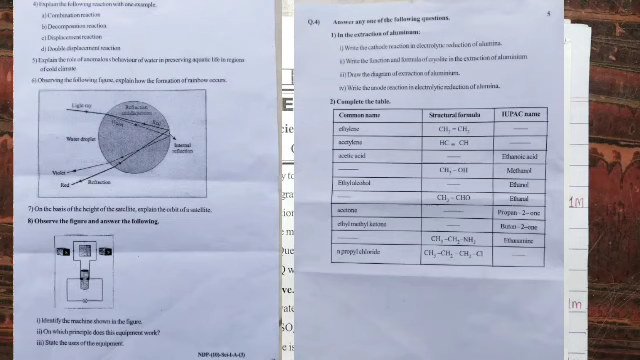 4) Explain the following reaction with one example.
a) Combination reaction
b) Decomposition reaction
c) Displacement reaction
d) Double displacement reaction
5) Explain the role of anomalous behaviour of water in preserving aquatic life in regions
of cold climate.
6) Observing the following figure, explain how the formation of rainbow occurs.
Light ray
Water droplet
Internal
reflection
Violet
Red
Refraction
7) On the basis of the height of the satellite, explain the orbit of a satellite.
8) Observe the figure and answer the following.
i) Identify the machine shown in the figure.
ii) On which principle does this equipment work?
iii) State the uses of the equipment.
NDP-(10)-Sci-I-A-(3)
5
Q.4) Answer any one of the following questions.
1) In the extraction of aluminum:
i) Write the cathode reaction in electrolytic reduction of alumina.
ii) Write the function and formula of cryolite in the extraction of aluminium
iii) Draw the diagram of extraction of aluminium.
iv) Write the anode reaction in electrolytic reduction of alumina.
2) Complete the table.
Common name Structural formula IUPAC name
ethylene CH₂ = CH₂ ——
acetylene HC ≡ CH ——
acetic acid —— Ethanoic acid
—— CH₃ – OH Methanol
Ethyl alcohol —— Ethanol
—— CH₃ – CHO Ethanal
acetone —— Propan - 2 – one
ethyl methyl ketone —— Butan - 2 – one
—— CH₃ – CH₂ – NH₂ Ethanamine
n propyl chloride CH₃ – CH₂ – CH₂ – Cl ——